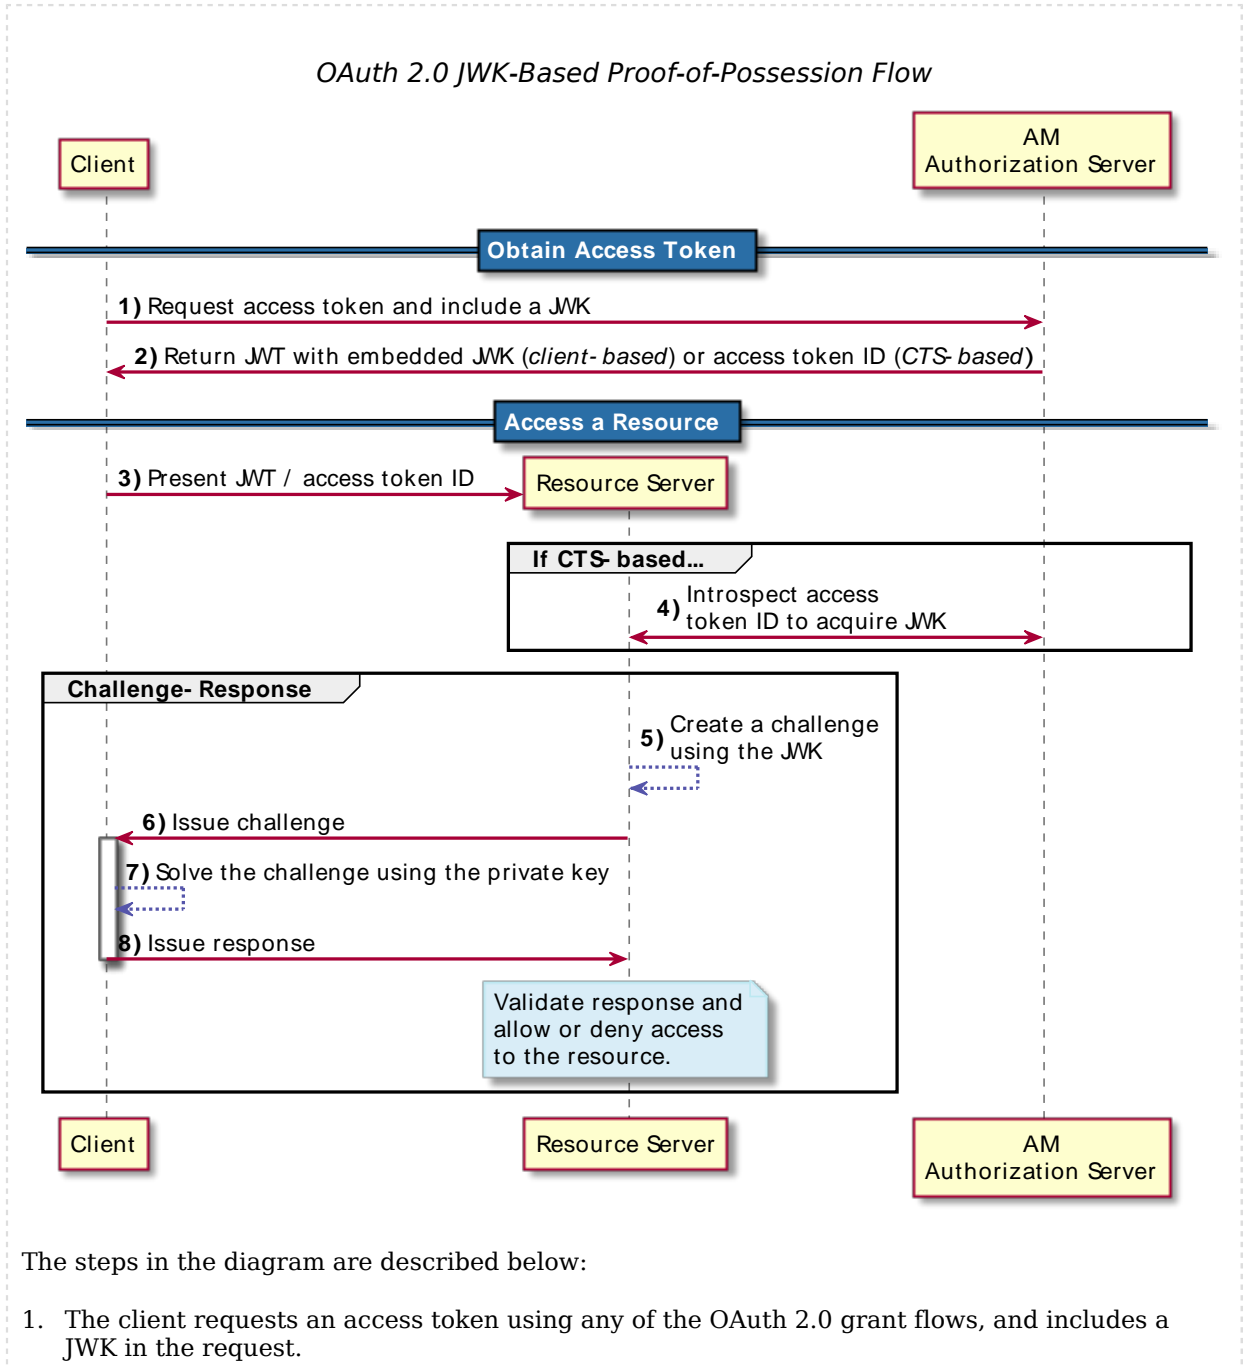 OAuth 2.0 JWK-Based Proof-of-Possession Flow
Client
AM
Authorization Server
Obtain Access Token
1) Request access token and include a JWK
2) Return JWT with embedded JWK (client-based) or access token ID (CTS-based)
Access a Resource
3) Present JWT / access token ID
Resource Server
If CTS-based...
4) Introspect access
token ID to acquire JWK
Challenge-Response
5) Create a challenge
using the JWK
6) Issue challenge
7) Solve the challenge using the private key
8) Issue response
Validate response and
allow or deny access
to the resource.
Client
Resource Server
AM
Authorization Server
The steps in the diagram are described below:
1. The client requests an access token using any of the OAuth 2.0 grant flows, and includes a
JWK in the request.